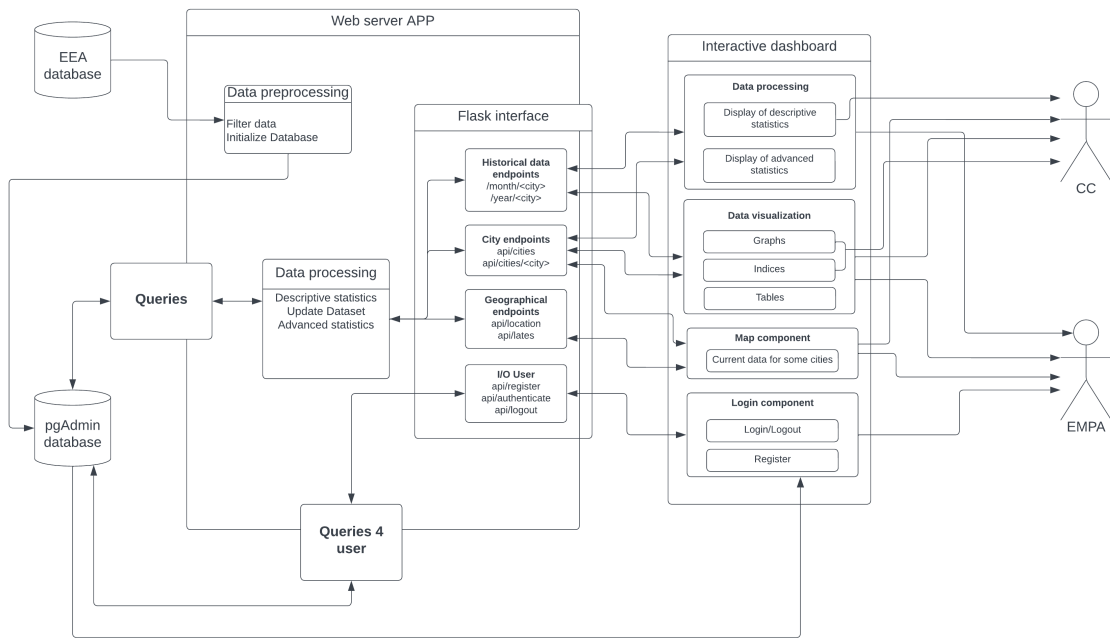 Web server APP
EEA
database
Data preprocessing
Filter data
Initialize Database
Flask interface
Historical data
endpoints
/month/<city>
/year/<city>
City endpoints
api/cities
api/cities/<city>
Geographical
endpoints
api/location
api/lates
I/O User
api/register
api/authenticate
api/logout
Queries
Data processing
Descriptive statistics
Update Dataset
Advanced statistics
pgAdmin
database
Queries 4
user
Interactive dashboard
Data processing
Display of descriptive
statistics
Display of advanced
statistics
Data visualization
Graphs
Indices
Tables
Map component
Current data for some cities
Login component
Login/Logout
Register
CC
EMPA